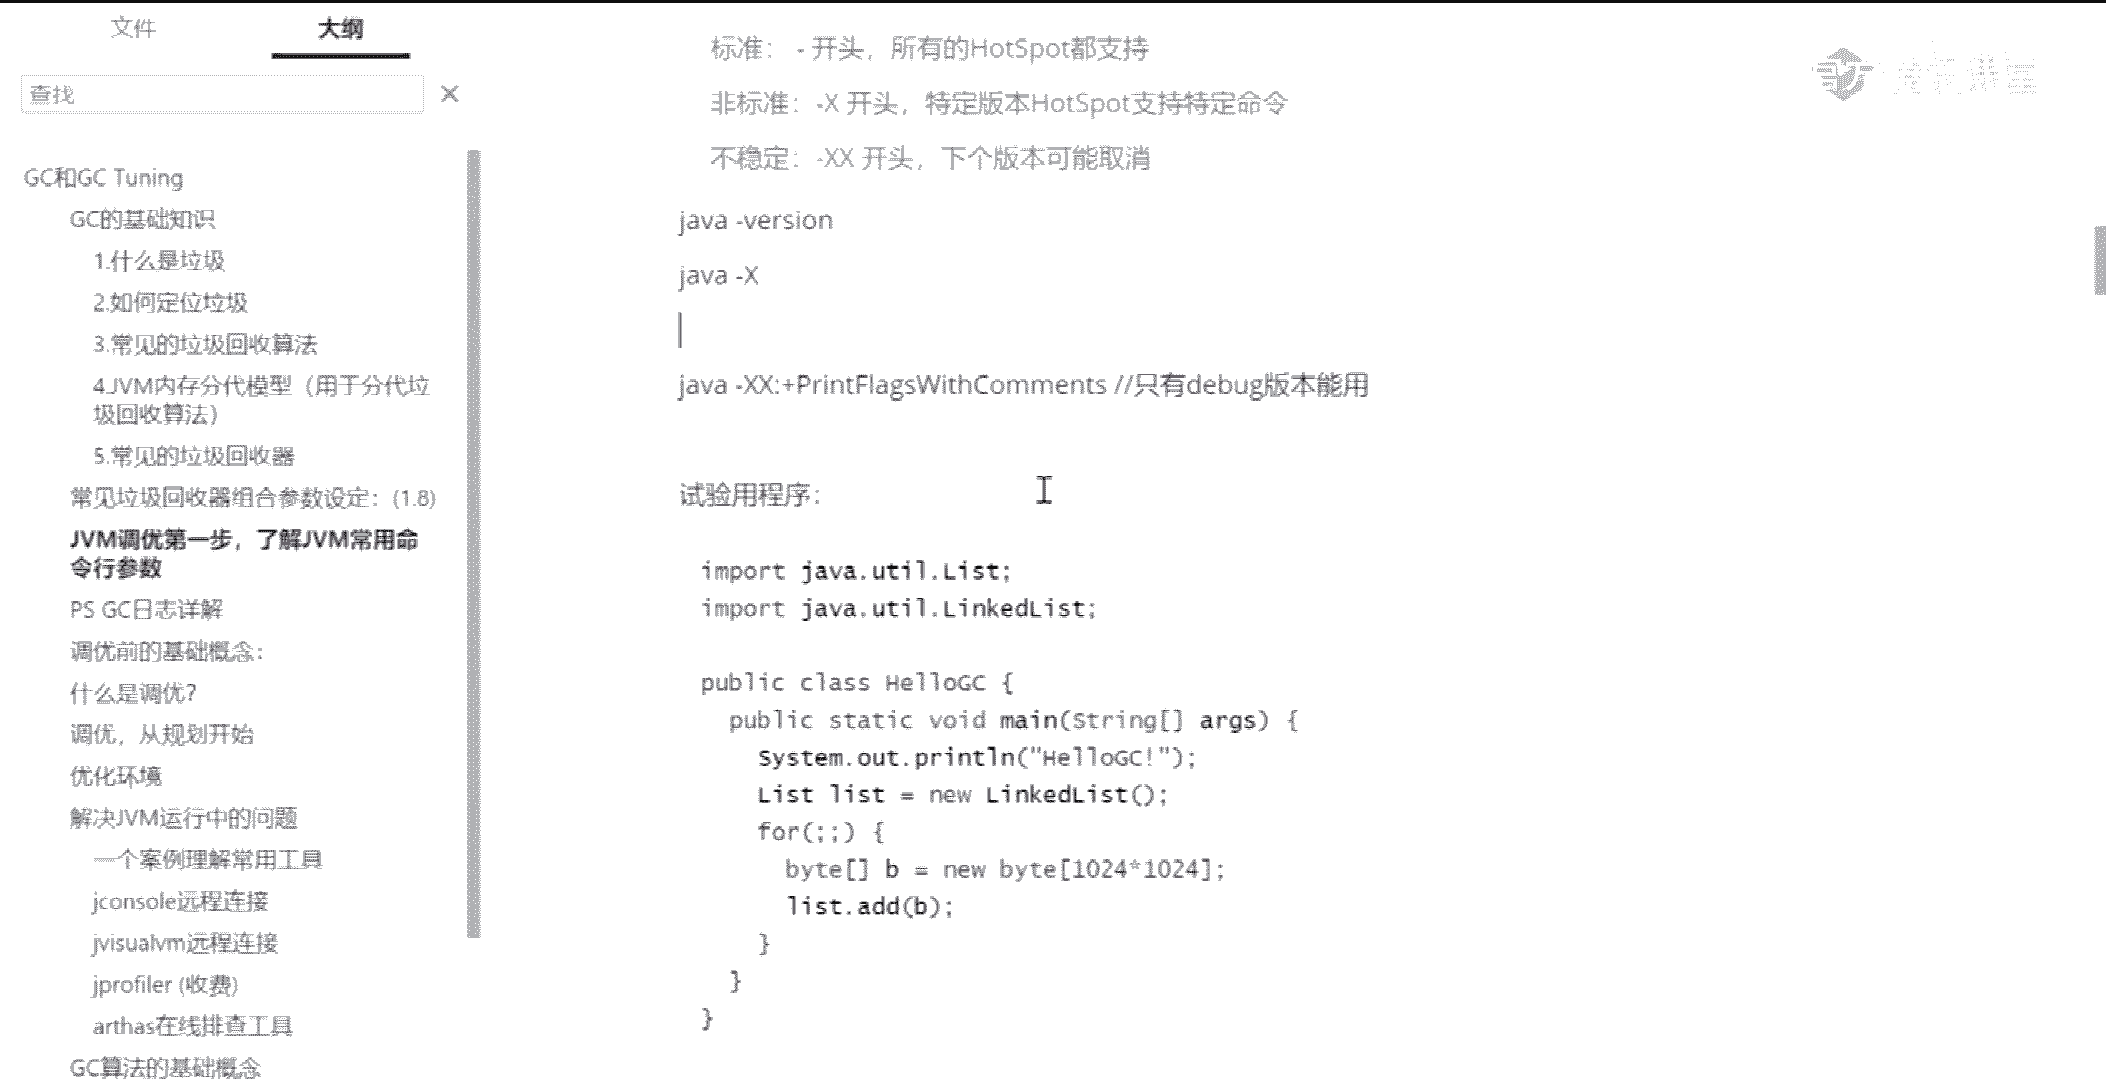 文件 大纲
查找
GC和GC Tuning
GC的基础知识
1.什么是垃圾
2.如何定位垃圾
3.常见的垃圾回收算法
4.JVM内存分代模型（用于分代垃
圾回收算法）
5.常见的垃圾回收器
常见垃圾回收器组合参数设定：(1.8)
JVM调优第一步，了解JVM常用命
令行参数
PS GC日志详解
调优前的基础概念：
什么是调优？
调优，从规划开始
优化环境
解决JVM运行中的问题
一个案例理解常用工具
jconsole远程连接
jvisualvm远程连接
jprofiler (收费)
arthas在线排查工具
GC算法的基础概念
标准： - 开头，所有的HotSpot都支持
非标准：-X 开头，特定版本HotSpot支持特定命令
不稳定：-XX 开头，下个版本可能取消
java -version
java -X
java -XX:+PrintFlagsWithComments //只有debug版本能用
试验用程序：
import java.util.List;
import java.util.LinkedList;
public class HelloGC {
public static void main(String[] args) {
System.out.println("HelloGC!");
List list = new LinkedList();
for(;;) {
byte[] b = new byte[1024*1024];
list.add(b);
}
}
}